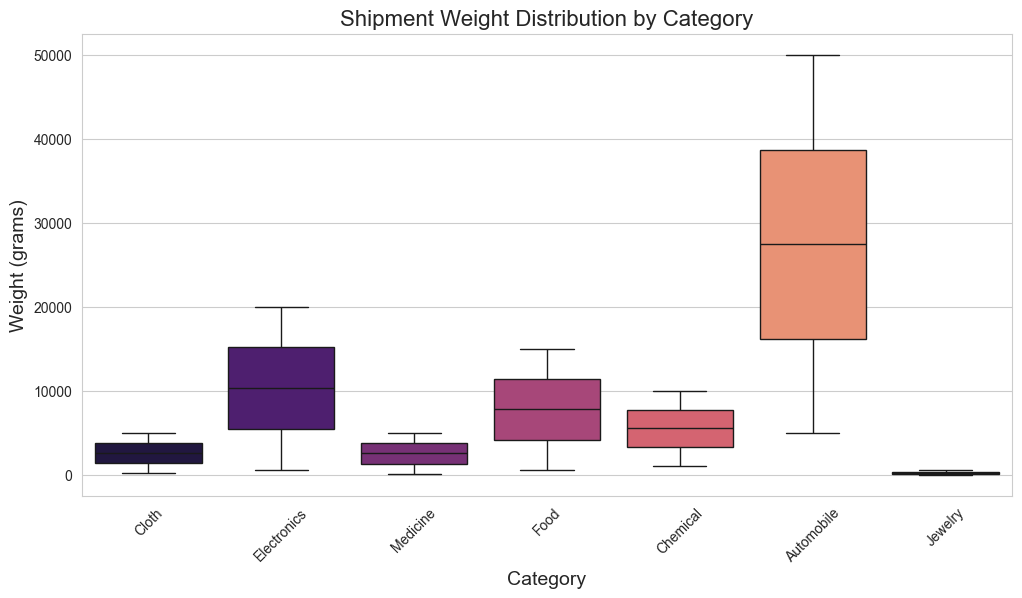 Shipment Weight Distribution by Category
Weight (grams)
50000
40000
30000
20000
10000
0
Cloth
Electronics
Medicine
Food
Chemical
Automobile
Jewelry
Category